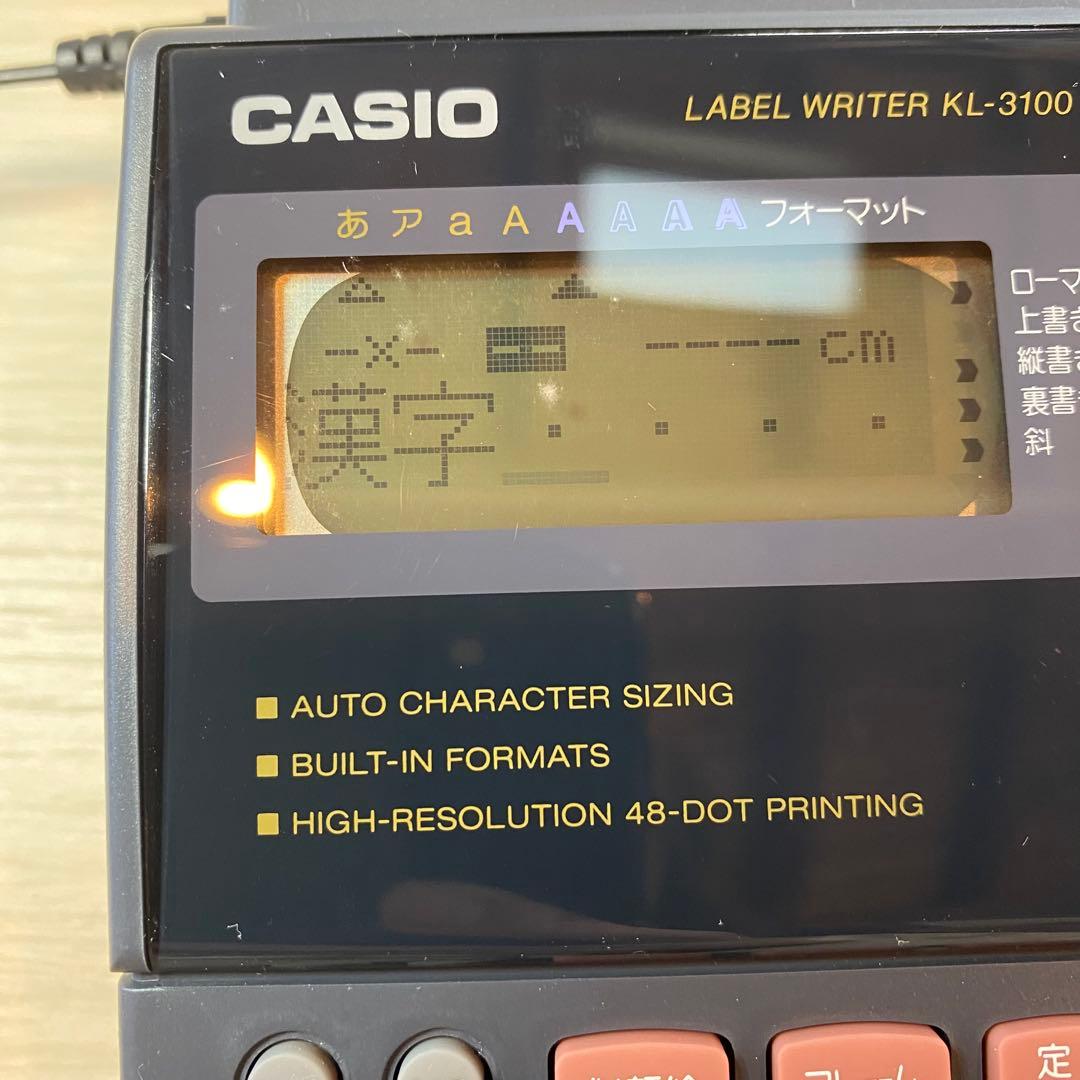 CASIO
LABEL WRITER KL-3100
あ ア a A A A A A フォーマット
-×- ----cm
漢字
ローマ
上書き
縦書き
裏書
斜
■ AUTO CHARACTER SIZING
■ BUILT-IN FORMATS
■ HIGH-RESOLUTION 48-DOT PRINTING
定